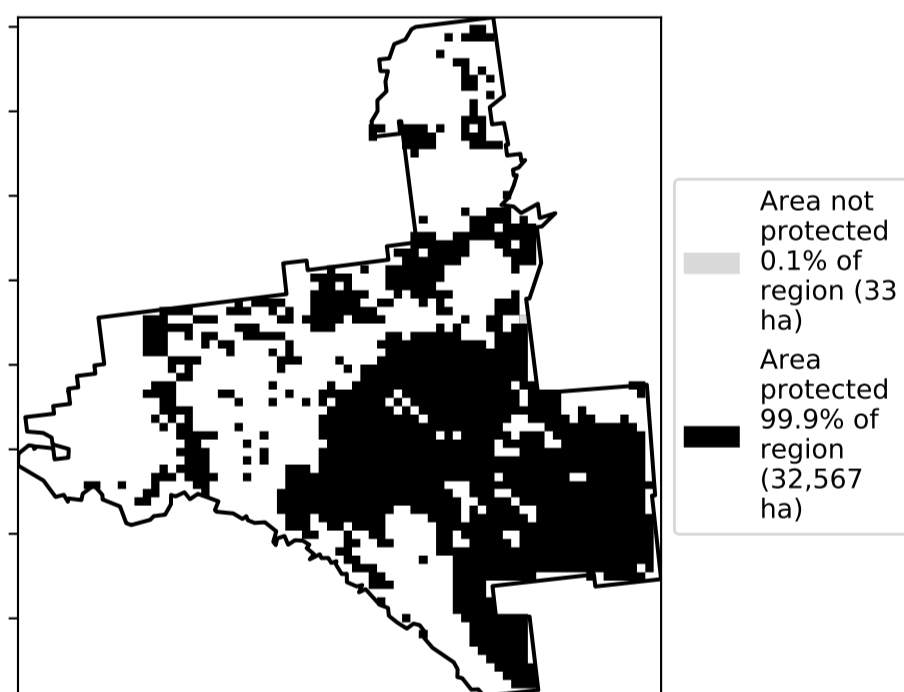 Area not
protected
0.1% of
region (33
ha)
Area
protected
99.9% of
region
(32,567
ha)